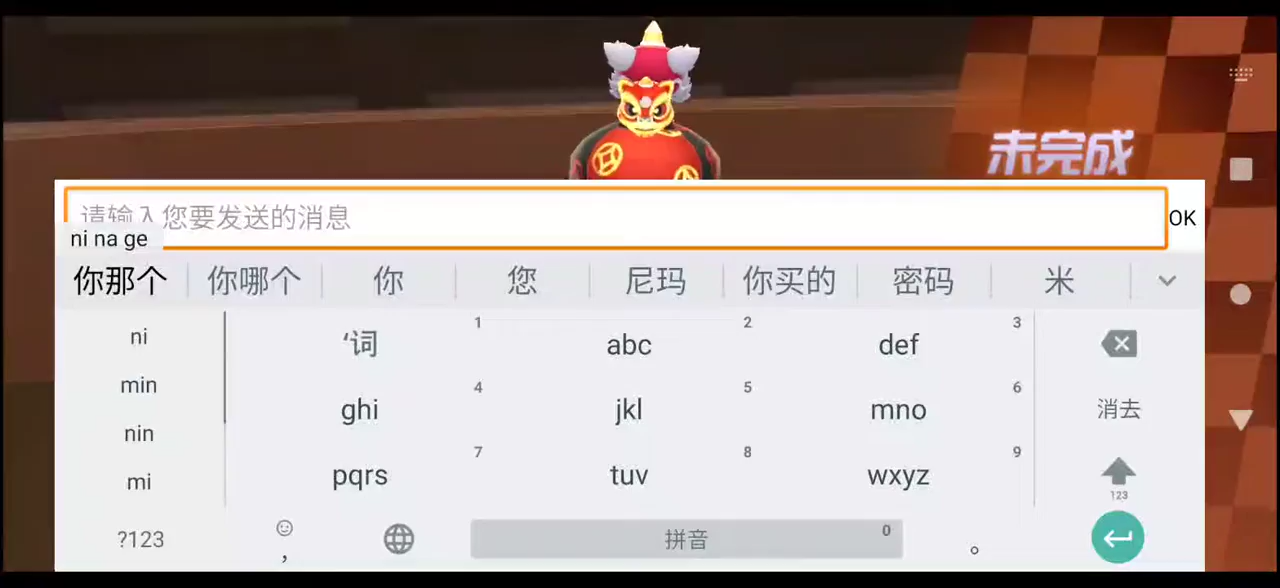 未完成
请输入您要发送的消息
OK
ni na ge
你那个 你哪个 你 您 尼玛 你买的 密码 米
ni
min
nin
mi
‘词 1 abc 2 def 3
ghi 4 jkl 5 mno 6 消去
pqrs 7 tuv 8 wxyz 9
123
?123 , 拼音 0 。